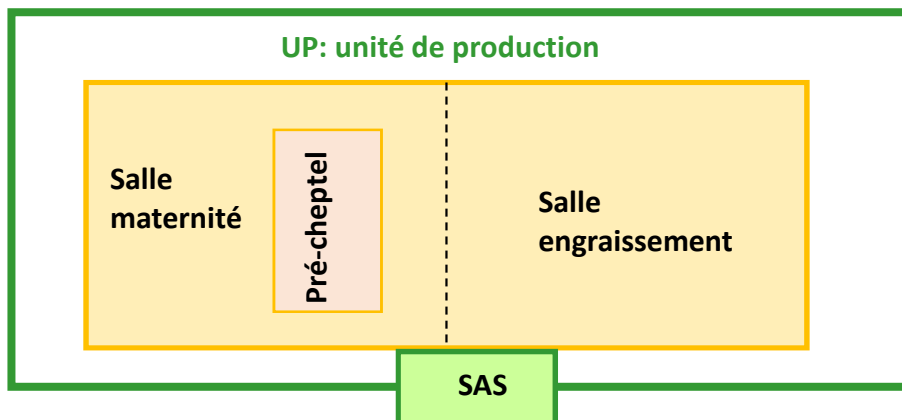 UP: unité de production
Salle
maternité
Pré-cheptel
Salle
engraissement
SAS